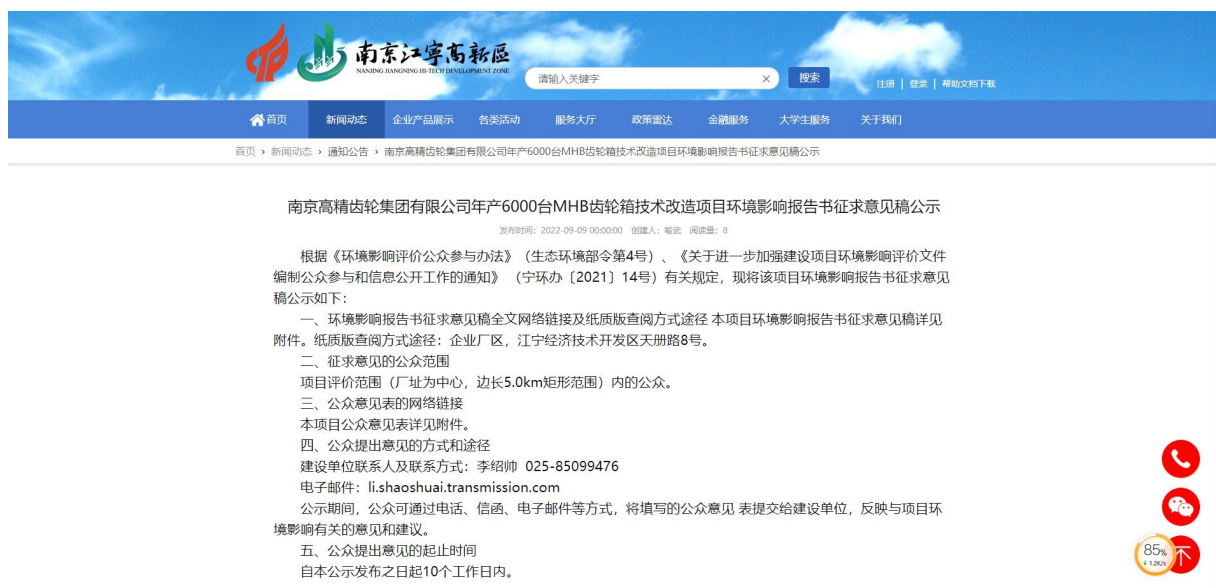 南京江宁高新区
NANJING JIANGNING HI-TECH DEVELOPMENT ZONE
请输入关键字 × 搜索
注册 | 登录 | 帮助文档下载
首页 新闻动态 企业产品展示 各类活动 服务大厅 政策雷达 金融服务 大学生服务 关于我们
首页 › 新闻动态 › 通知公告 › 南京高精齿轮集团有限公司年产6000台MHB齿轮箱技术改造项目环境影响报告书征求意见稿公示
南京高精齿轮集团有限公司年产6000台MHB齿轮箱技术改造项目环境影响报告书征求意见稿公示
发布时间：2022-09-09 00:00:00 创建人：喻武 阅读量：8
根据《环境影响评价公众参与办法》（生态环境部令第4号）、《关于进一步加强建设项目环境影响评价文件
编制公众参与和信息公开工作的通知》 （宁环办〔2021〕14号）有关规定，现将该项目环境影响报告书征求意见
稿公示如下：
一、环境影响报告书征求意见稿全文网络链接及纸质版查阅方式途径 本项目环境影响报告书征求意见稿详见
附件。纸质版查阅方式途径：企业厂区，江宁经济技术开发区天册路8号。
二、征求意见的公众范围
项目评价范围（厂址为中心，边长5.0km矩形范围）内的公众。
三、公众意见表的网络链接
本项目公众意见表详见附件。
四、公众提出意见的方式和途径
建设单位联系人及联系方式：李绍帅 025-85099476
电子邮件：li.shaoshuai.transmission.com
公示期间，公众可通过电话、信函、电子邮件等方式，将填写的公众意见 表提交给建设单位，反映与项目环
境影响有关的意见和建议。
五、公众提出意见的起止时间
自本公示发布之日起10个工作日内。
85%
↓ 1.2K/s